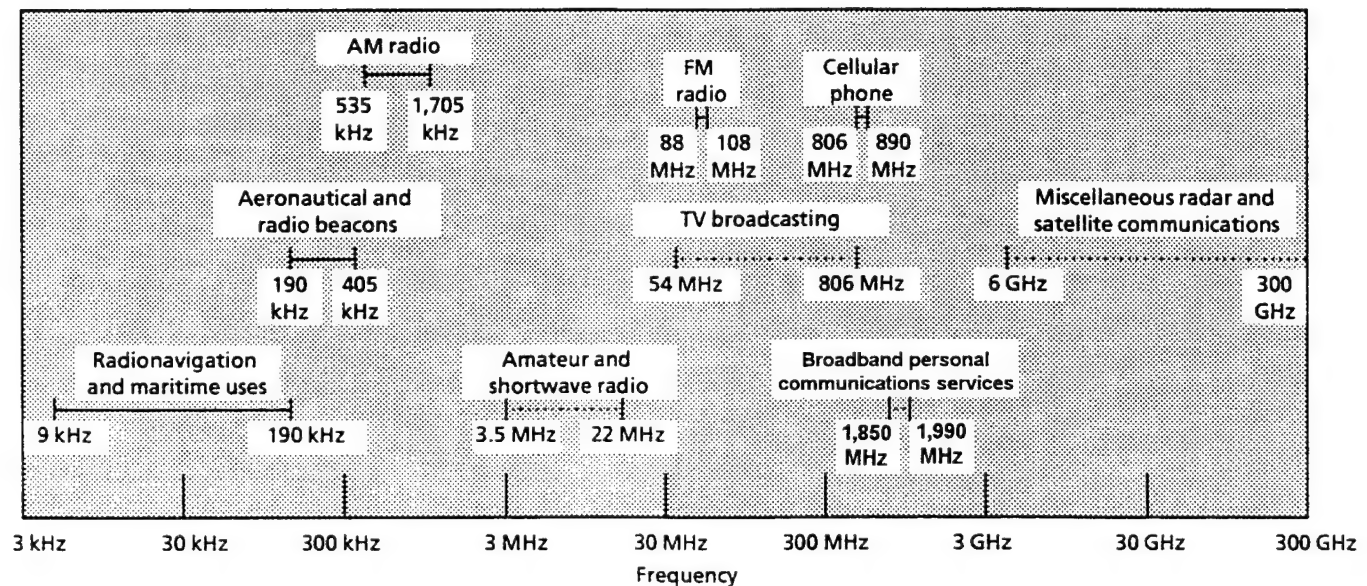 AM radio
535
kHz
1,705
kHz
FM
radio
88
MHz
108
MHz
Cellular
phone
806
MHz
890
MHz
Aeronautical and
radio beacons
190
kHz
405
kHz
TV broadcasting
54 MHz
806 MHz
Miscellaneous radar and
satellite communications
6 GHz
300
GHz
Radionavigation
and maritime uses
9 kHz
190 kHz
Amateur and
shortwave radio
3.5 MHz
22 MHz
Broadband personal
communications services
1,850
MHz
1,990
MHz
3 kHz 30 kHz 300 kHz 3 MHz 30 MHz 300 MHz 3 GHz 30 GHz 300 GHz
Frequency